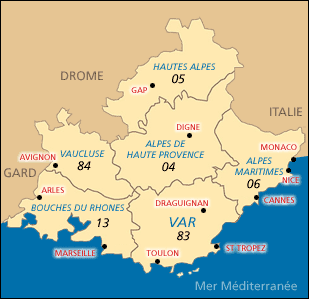 HAUTES ALPES
05
DROME
GAP
ITALIE
DIGNE
MONACO
ALPES DE
HAUTE PROVENCE
04
VAUCLUSE
84
AVIGNON
ALPES
MARITIMES
06
GARD
NICE
ARLES
CANNES
BOUCHES DU RHONES
13
DRAGUIGNAN
VAR
83
MARSEILLE
TOULON
ST TROPEZ
Mer Méditerranée